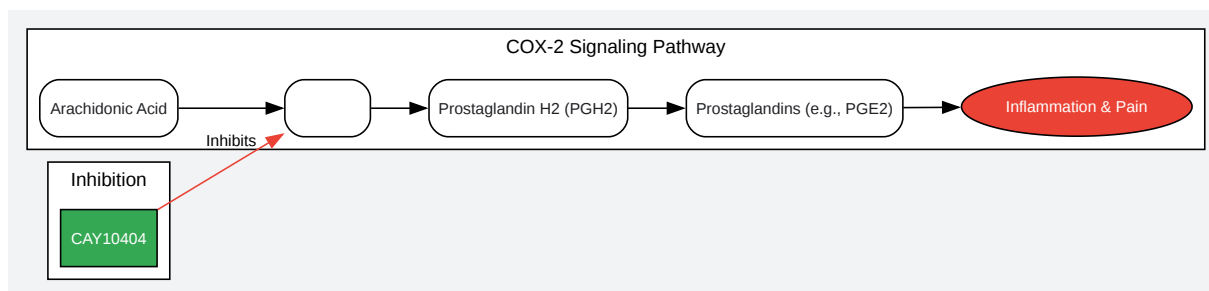 COX-2 Signaling Pathway
Arachidonic Acid
Prostaglandin H2 (PGH2)
Prostaglandins (e.g., PGE2)
Inflammation & Pain
Inhibits
Inhibition
CAY10404